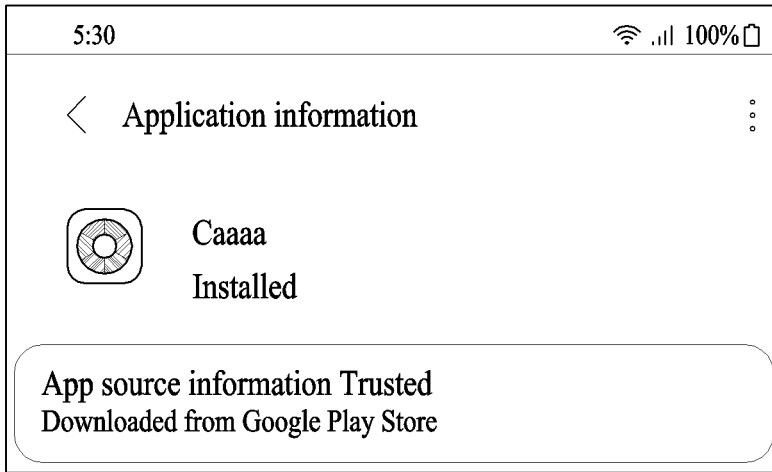 5:30 100%
Application information
Caaaa
Installed
App source information Trusted
Downloaded from Google Play Store